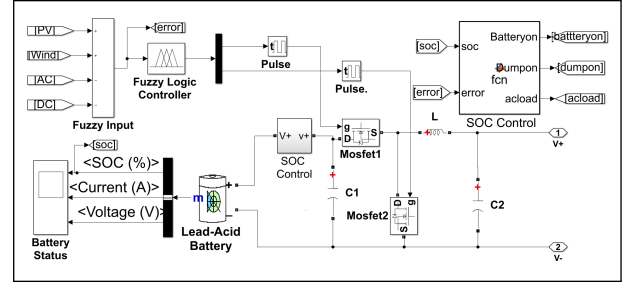 [PV]
[Wind]
[AC]
[DC]
+
+
+
-
Fuzzy Input
[error]
Fuzzy Logic
Controller
t
Pulse
t
Pulse.
[soc]
[error]
soc
error
Batteryon
Dumpon
fcn
acload
SOC Control
[battteryon]
[dumpon]
[acload]
[soc]
<SOC (%)>
<Current (A)>
<Voltage (V)>
Battery
Status
m
+
-
Lead-Acid
Battery
V+ v+
SOC
Control
g
D S
Mosfet1
+
C1
D g
S
Mosfet2
L
+
+
C2
1
V+
2
V-